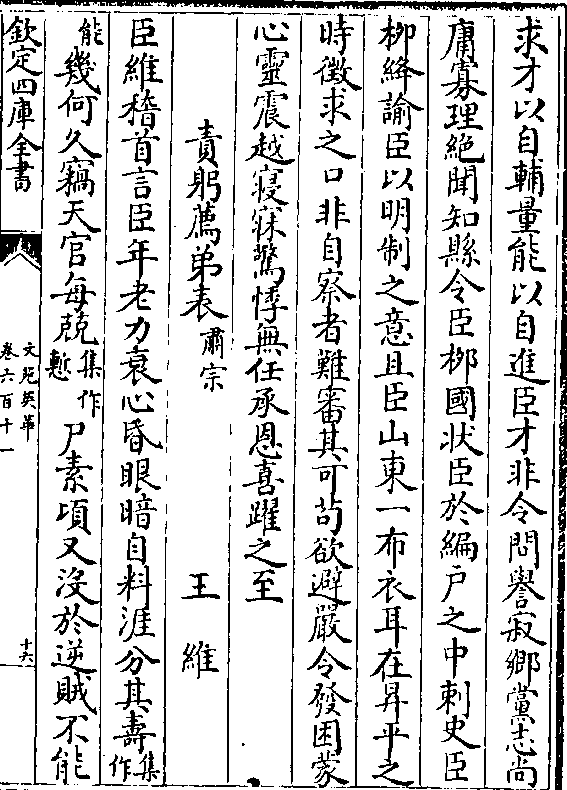 求才以自輔量能以自進臣才非令問譽寂鄉黨志尚
庸寡理絶聞知縣令臣栁國狀臣於編户之中刺史臣
栁絳諭臣以明制之意且臣山東一布衣耳在昇平之
時徵求之口非自察者難審其可茍欲避嚴令發困蒙
心靈震越寢寐驚悸無任承恩喜躍之至
責躬薦弟表肅宗　王維
臣維稽首言臣年老力衰心昏眼暗自料涯分其壽集作
能幾何久竊天官每兢集作慙尸素頃又沒於逆賊不能
欽定四庫全書
文苑英華
卷六百十一
十六